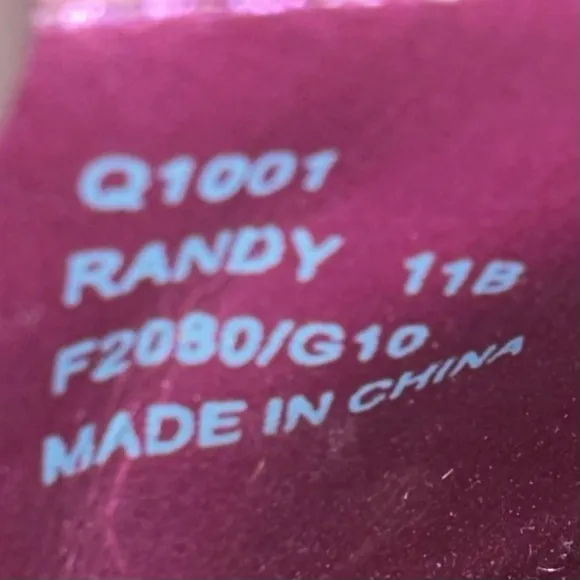 Q1001
RANDY 11B
F2080/G10
MADE IN CHINA